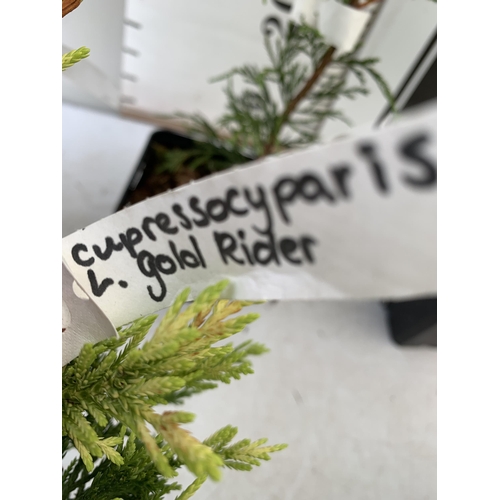 cupressocyparis
L. gold Rider